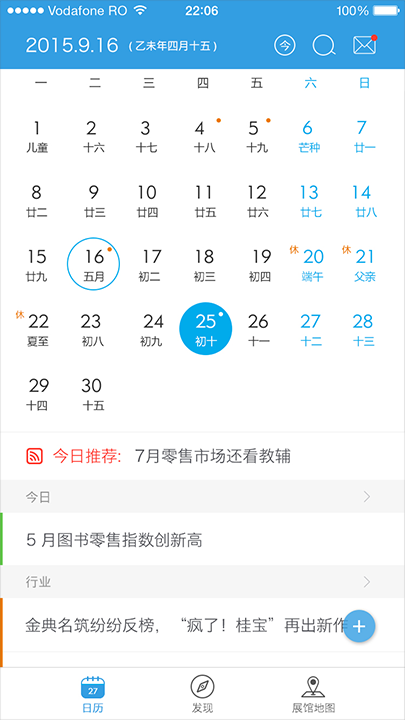 Vodafone RO 22:06 100%
2015.9.16 (乙未年四月十五) 今
一 二 三 四 五 六 日
1 2 3 4 5 6 7
儿童 十六 十七 十八 十九 芒种 廿一
8 9 10 11 12 13 14
廿二 廿三 廿四 廿五 廿六 廿七 廿八
15 16 17 18 19 休 20 休 21
廿九 五月 初二 初三 初四 端午 父亲
休 22 23 24 25 26 27 28
夏至 初八 初九 初十 十一 十二 十三
29 30
十四 十五
今日推荐: 7月零售市场还看教辅
今日
5 月图书零售指数创新高
行业
金典名筑纷纷反榜，“疯了！桂宝”再出新作
27
日历 发现 展馆地图